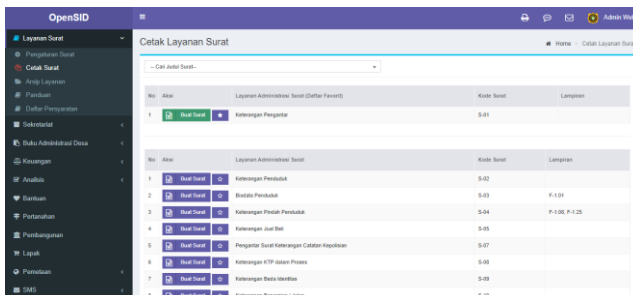 OpenSID
Admin
Layanan Surat
Pengaturan Surat
Cetak Surat
Arsip Layanan
Panduan
Daftar Persyaratan
Sekretariat
Buku Administrasi Desa
Keuangan
Analisis
Bantuan
Pertanahan
Pembangunan
Lapak
Pemetaan
SMS
Cetak Layanan Surat
Home > Cetak Layanan
-- Cari Judul Surat--
No Aksi Layanan Administrasi Surat (Daftar Favorit) Kode Surat Lampiran
1 Buat Surat Keterangan Pengantar S-01
No Aksi Layanan Administrasi Surat Kode Surat Lampiran
1 Buat Surat Keterangan Penduduk S-02
2 Buat Surat Biodata Penduduk S-03 F-1.01
3 Buat Surat Keterangan Pindah Penduduk S-04 F-1.08, F-1.25
4 Buat Surat Keterangan Jual Beli S-05
5 Buat Surat Pengantar Surat Keterangan Catatan Kepolisian S-07
6 Buat Surat Keterangan KTP dalam Proses S-08
7 Buat Surat Keterangan Beda Identitas S-09